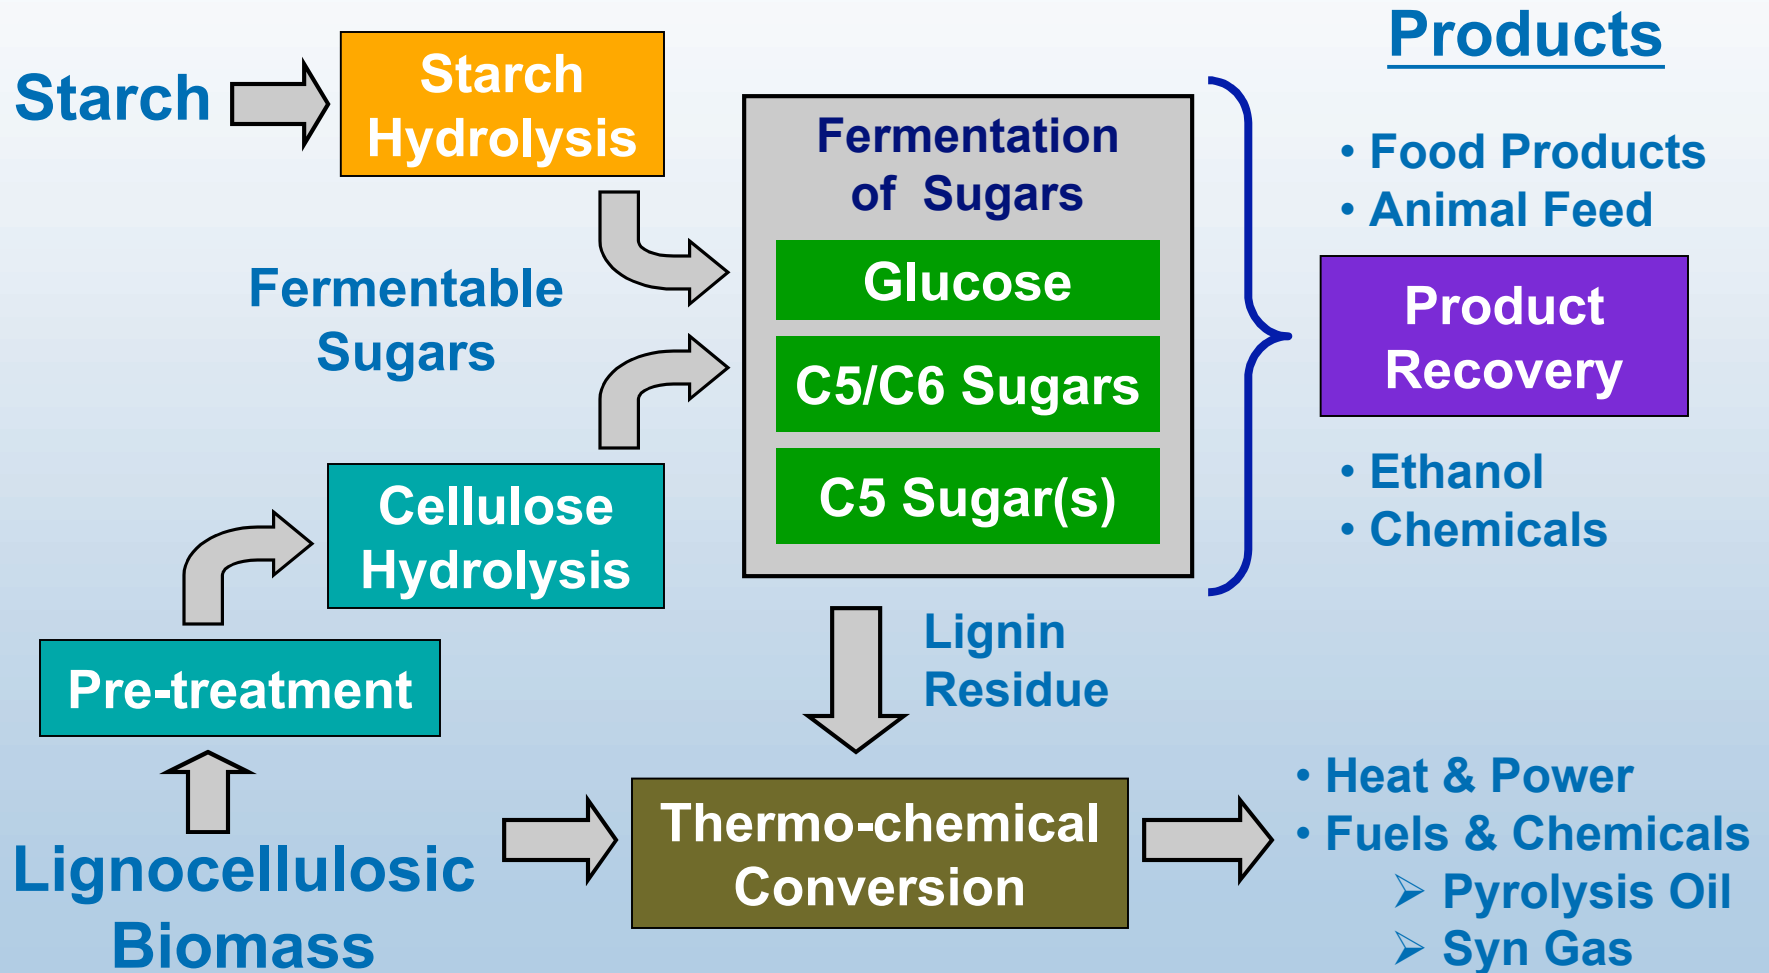 Products
Starch
Starch
Hydrolysis
Fermentation
of Sugars
• Food Products
• Animal Feed
Fermentable
Sugars
Glucose
C5/C6 Sugars
C5 Sugar(s)
Product
Recovery
Cellulose
Hydrolysis
• Ethanol
• Chemicals
Pre-treatment
Lignin
Residue
Lignocellulosic
Biomass
Thermo-chemical
Conversion
• Heat & Power
• Fuels & Chemicals
➢ Pyrolysis Oil
➢ Syn Gas